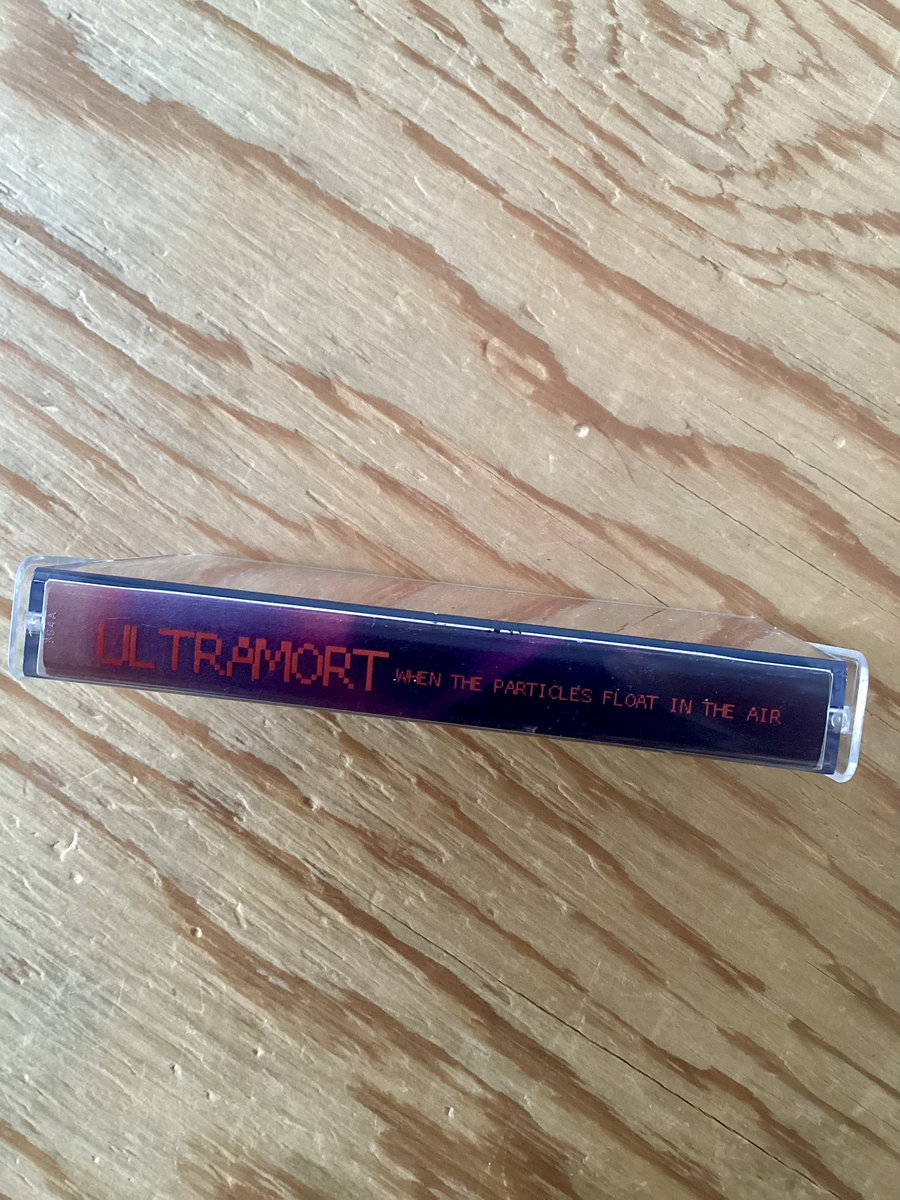 ULTRAMORT WHEN THE PARTICLES FLOAT IN THE AIR